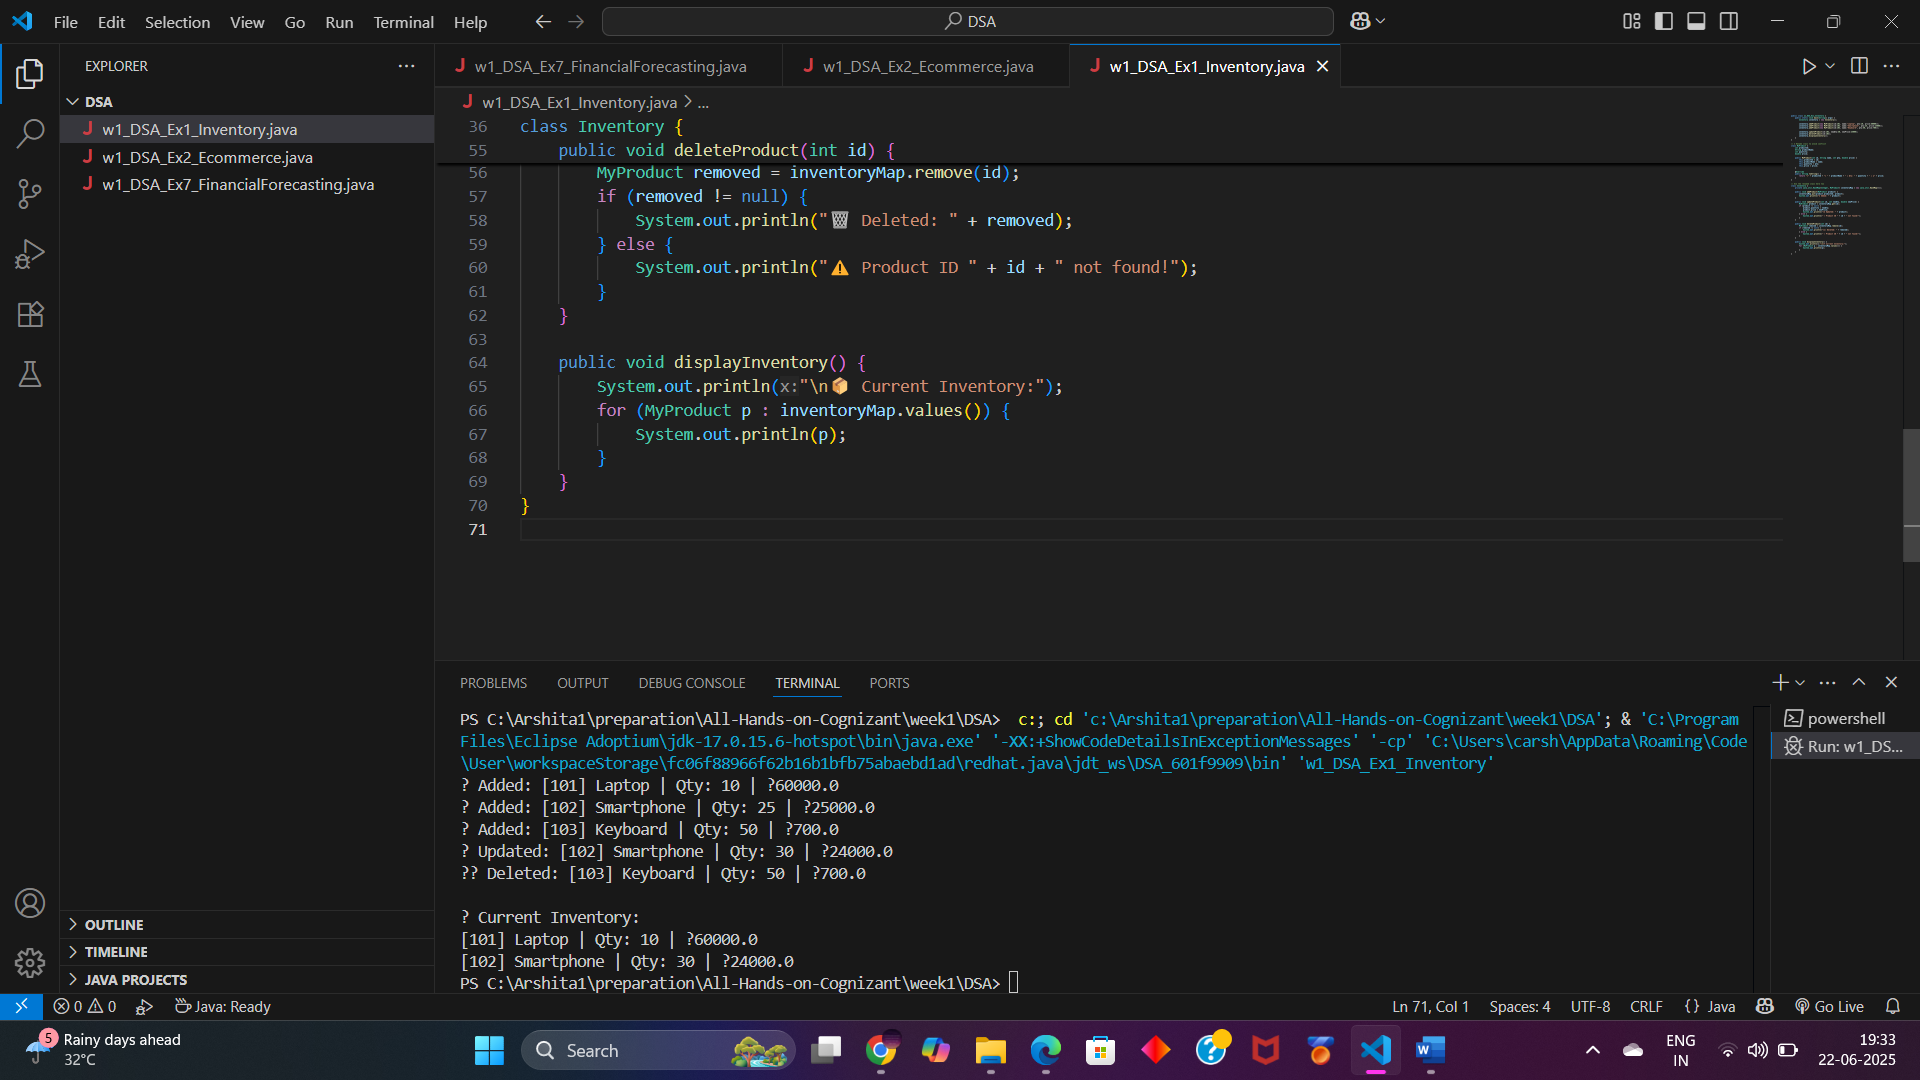 File Edit Selection View Go Run Terminal Help
DSA
EXPLORER
DSA
w1_DSA_Ex1_Inventory.java
w1_DSA_Ex2_Ecommerce.java
w1_DSA_Ex7_FinancialForecasting.java
OUTLINE
TIMELINE
JAVA PROJECTS
w1_DSA_Ex7_FinancialForecasting.java w1_DSA_Ex2_Ecommerce.java w1_DSA_Ex1_Inventory.java
w1_DSA_Ex1_Inventory.java > ...
36 class Inventory {
55 public void deleteProduct(int id) {
56 MyProduct removed = inventoryMap.remove(id);
57 if (removed != null) {
58 System.out.println("🗑️ Deleted: " + removed);
59 } else {
60 System.out.println("⚠️ Product ID " + id + " not found!");
61 }
62 }
63
64 public void displayInventory() {
65 System.out.println(x:"\n📦 Current Inventory:");
66 for (MyProduct p : inventoryMap.values()) {
67 System.out.println(p);
68 }
69 }
70 }
71
PROBLEMS OUTPUT DEBUG CONSOLE TERMINAL PORTS
PS C:\Arshita1\preparation\All-Hands-on-Cognizant\week1\DSA> c:; cd 'c:\Arshita1\preparation\All-Hands-on-Cognizant\week1\DSA'; & 'C:\Program
Files\Eclipse Adoptium\jdk-17.0.15.6-hotspot\bin\java.exe' '-XX:+ShowCodeDetailsInExceptionMessages' '-cp' 'C:\Users\carsh\AppData\Roaming\Code
\User\workspaceStorage\fc06f88966f62b16b1bfb75abaebd1ad\redhat.java\jdt_ws\DSA_601f9909\bin' 'w1_DSA_Ex1_Inventory'
? Added: [101] Laptop | Qty: 10 | ?60000.0
? Added: [102] Smartphone | Qty: 25 | ?25000.0
? Added: [103] Keyboard | Qty: 50 | ?700.0
? Updated: [102] Smartphone | Qty: 30 | ?24000.0
?? Deleted: [103] Keyboard | Qty: 50 | ?700.0
? Current Inventory:
[101] Laptop | Qty: 10 | ?60000.0
[102] Smartphone | Qty: 30 | ?24000.0
PS C:\Arshita1\preparation\All-Hands-on-Cognizant\week1\DSA>
powershell
Run: w1_DS...
0 0 Java: Ready
Ln 71, Col 1 Spaces: 4 UTF-8 CRLF {} Java Go Live
5
Rainy days ahead
32°C
Search
ENG
IN
19:33
22-06-2025